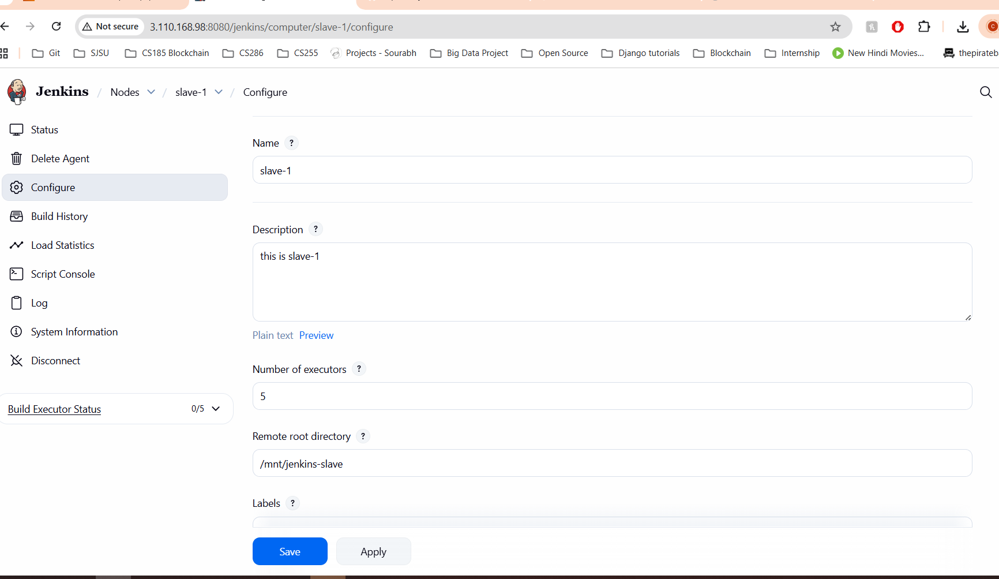 Not secure 3.110.168.98:8080/jenkins/computer/slave-1/configure
Git SJSU CS185 Blockchain CS286 CS255 Projects - Sourabh Big Data Project Open Source Django tutorials Blockchain Internship New Hindi Movies... thepirateb
Jenkins / Nodes / slave-1 / Configure
Status
Delete Agent
Configure
Build History
Load Statistics
Script Console
Log
System Information
Disconnect
Build Executor Status 0/5
Name ?
slave-1
Description ?
this is slave-1
Plain text Preview
Number of executors ?
5
Remote root directory ?
/mnt/jenkins-slave
Labels ?
Save Apply